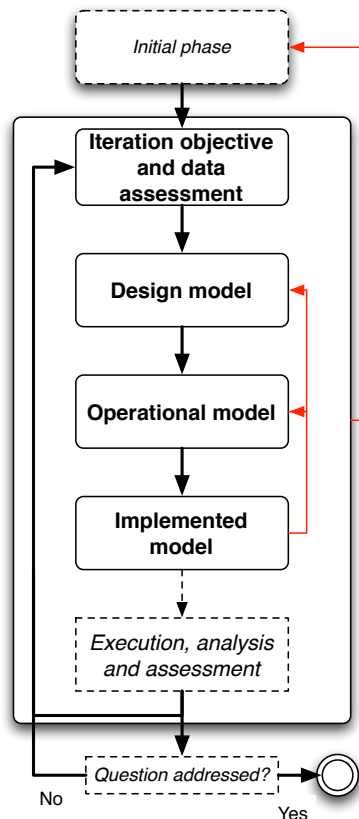 Initial phase
Iteration objective
and data
assessment
Design model
Operational model
Implemented
model
Execution, analysis
and assessment
Question addressed?
No
Yes